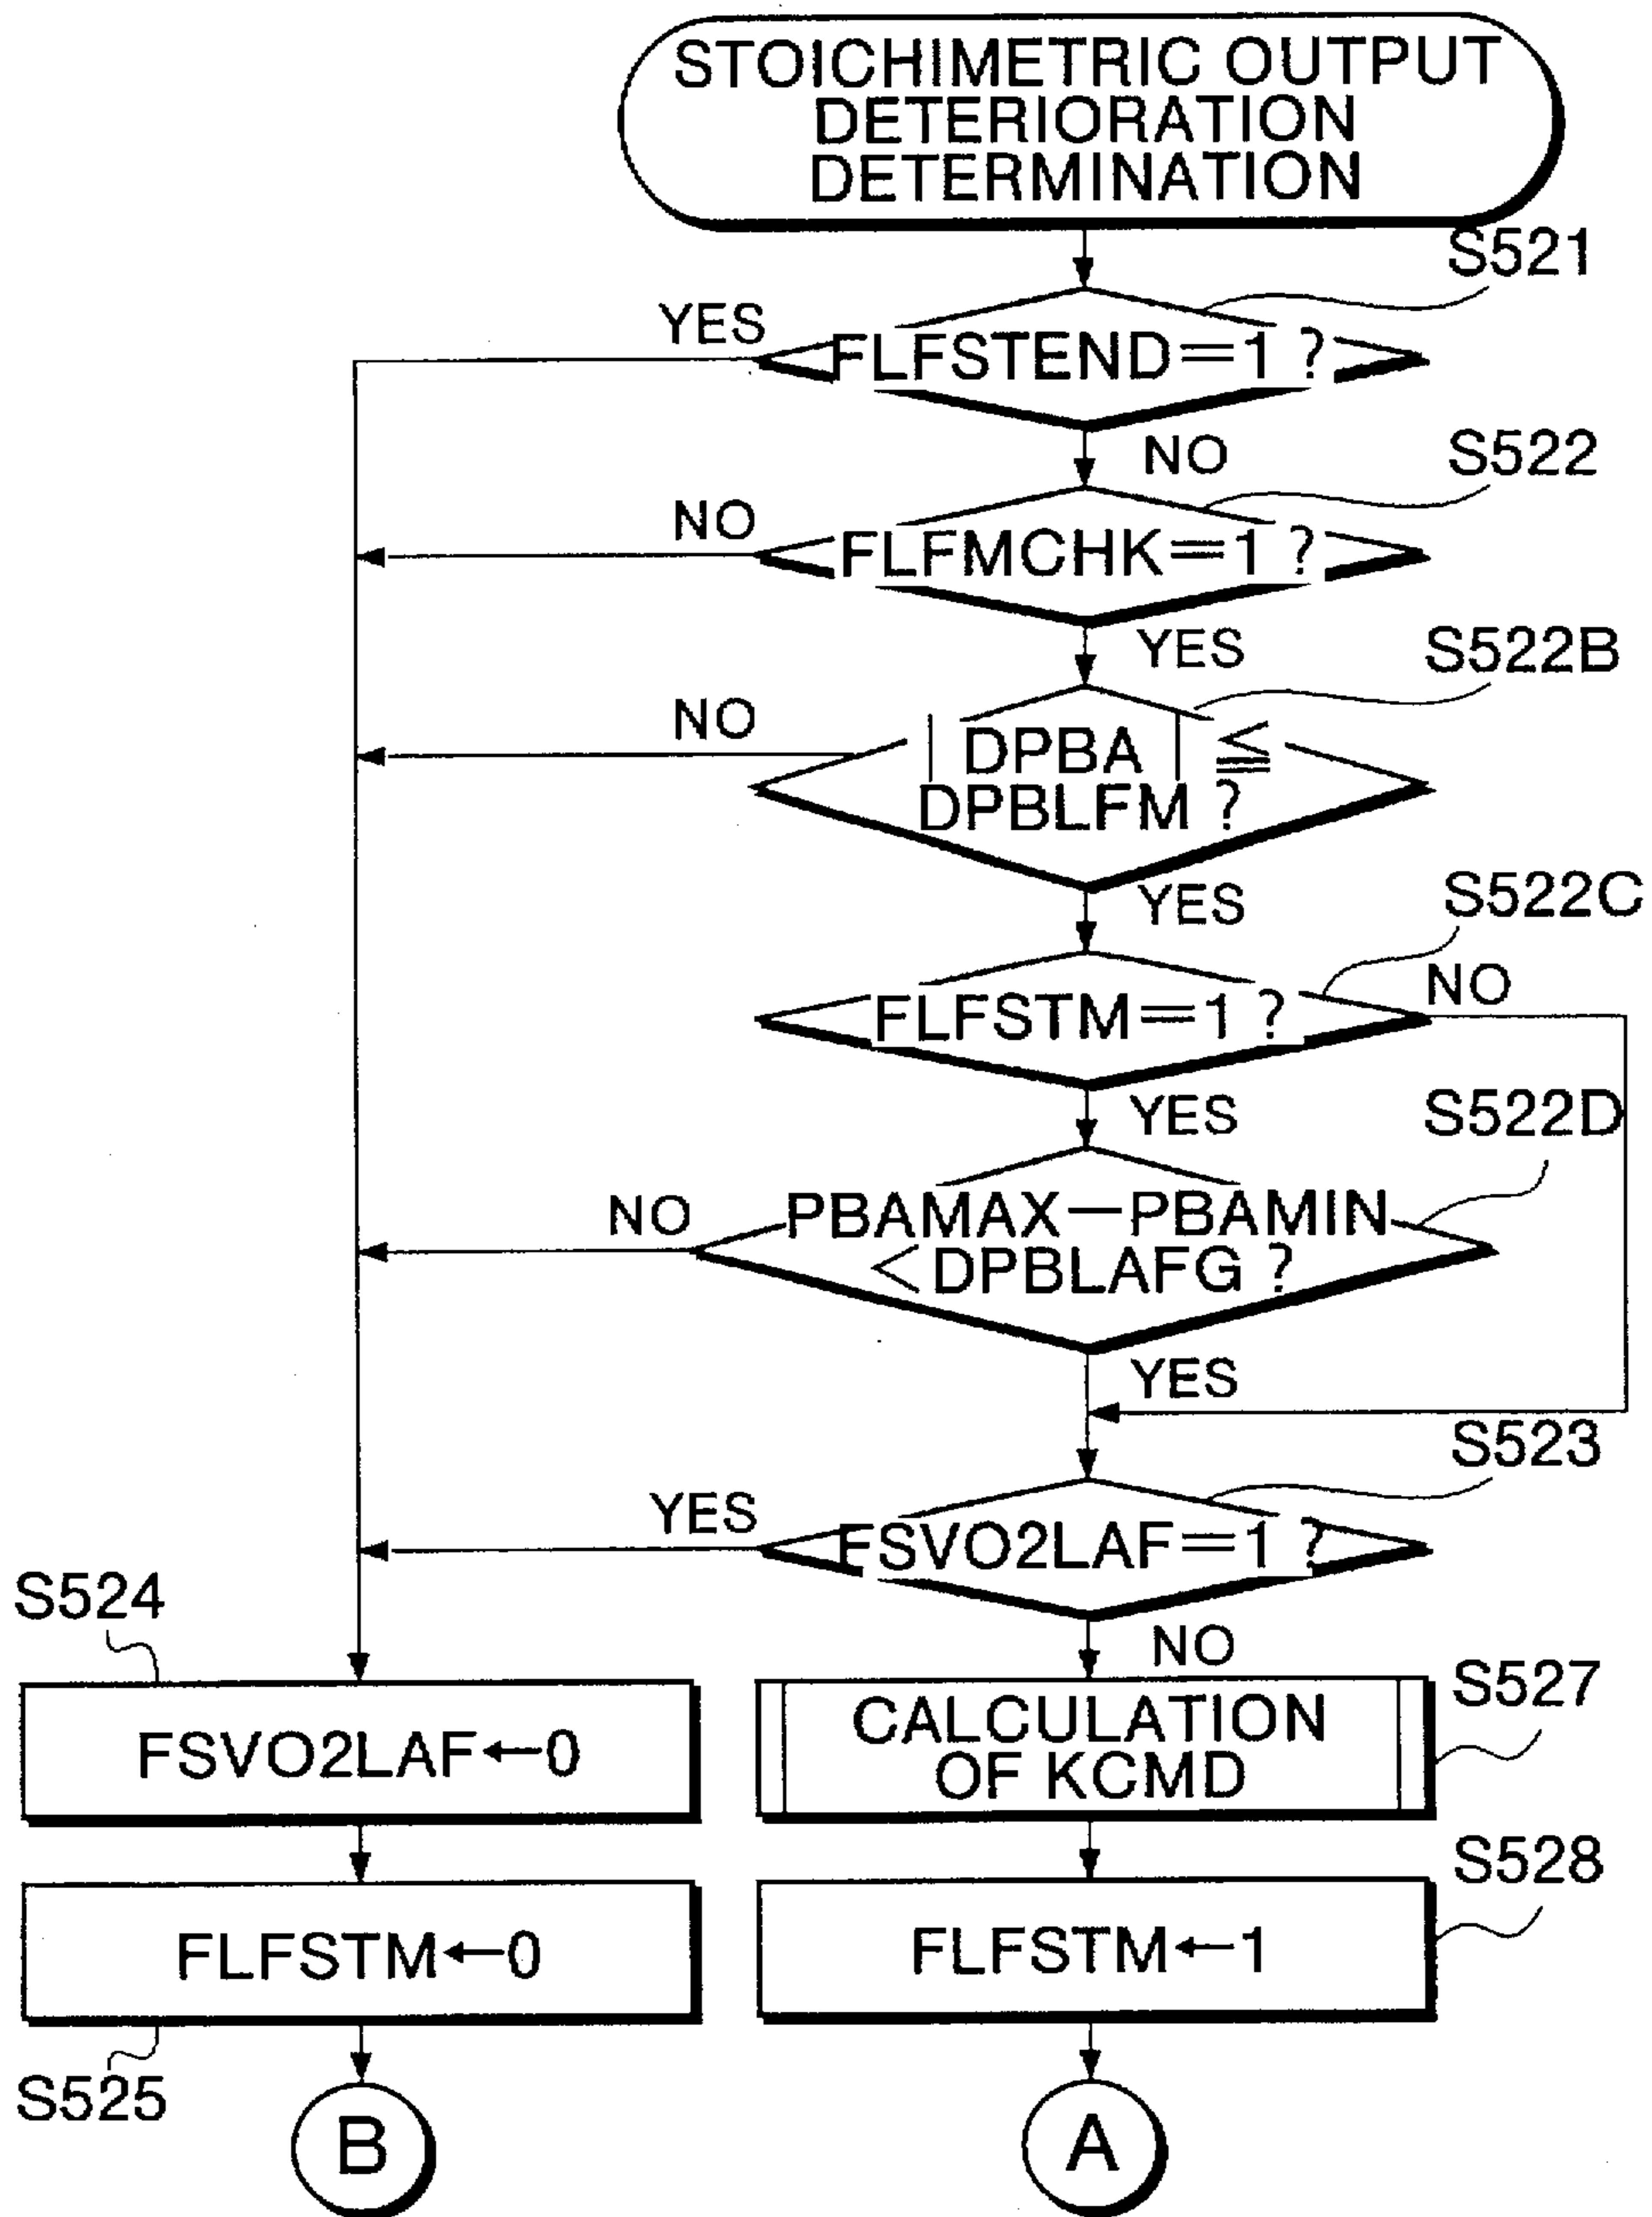 STOICHIMETRIC OUTPUT
DETERIORATION
DETERMINATION
S521
YES
FLFSTEND=1 ?
NO
S522
NO
FLFMCHK=1 ?
YES
S522B
NO
| DPBA | ≦
DPBLFM ?
YES
S522C
FLFSTM=1 ?
NO
YES
S522D
NO
PBAMAX—PBAMIN
<DPBLAFG ?
YES
S523
YES
FSVO2LAF=1 ?
NO
S524
FSVO2LAF←0
S527
CALCULATION
OF KCMD
S528
FLFSTM←0
FLFSTM←1
S525
B
A